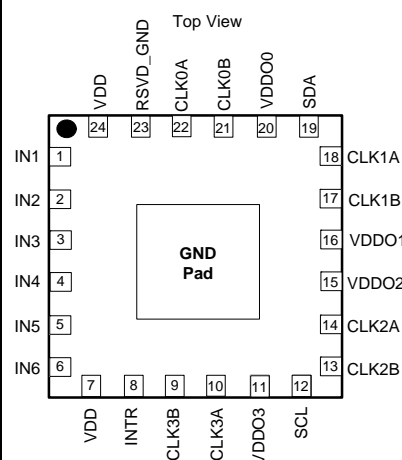 Top View
VDD
RSVD_GND
CLK0A
CLK0B
VDDO0
SDA
24
23
22
21
20
19
IN1 1
18 CLK1A
IN2 2
17 CLK1B
IN3 3
16 VDDO1
GND
Pad
IN4 4
15 VDDO2
IN5 5
14 CLK2A
IN6 6
13 CLK2B
7
8
9
10
11
12
VDD
INTR
CLK3B
CLK3A
VDDO3
SCL